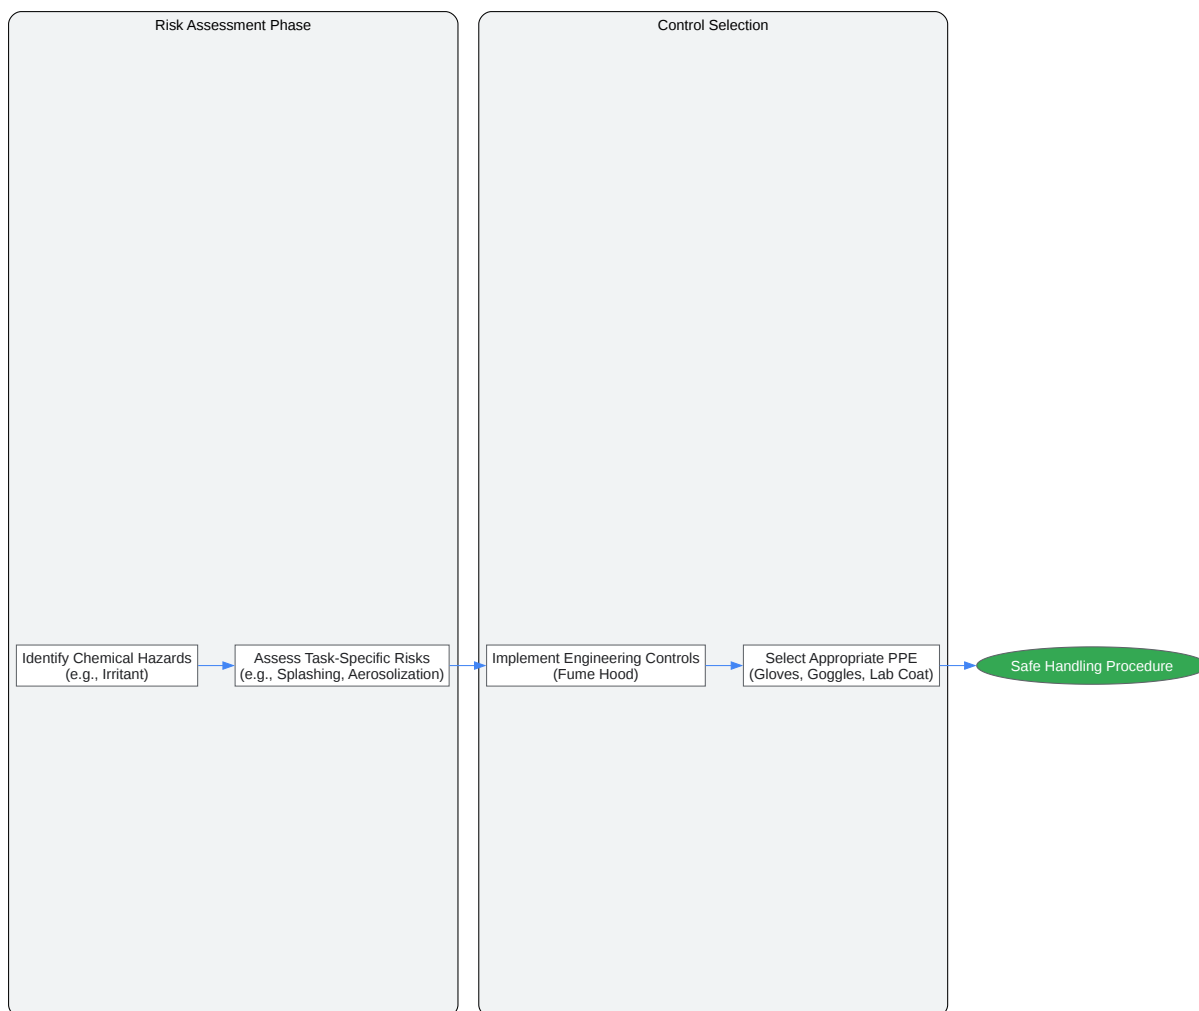 Risk Assessment Phase
Control Selection
Identify Chemical Hazards
(e.g., Irritant)
Assess Task-Specific Risks
(e.g., Splashing, Aerosolization)
Implement Engineering Controls
(Fume Hood)
Select Appropriate PPE
(Gloves, Goggles, Lab Coat)
Safe Handling Procedure